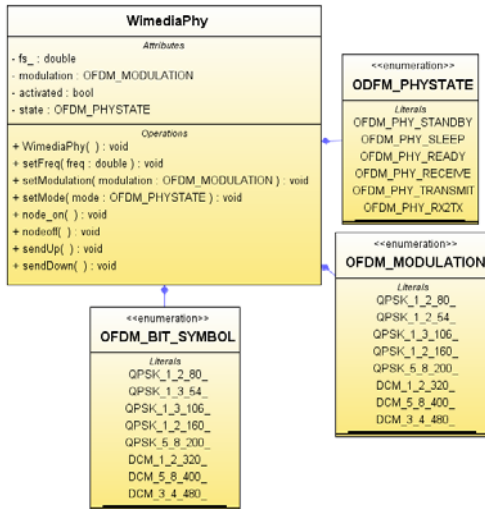 WimediaPhy
Attributes
- fs_ : double
- modulation : OFDM_MODULATION
- activated : bool
- state : OFDM_PHYSTATE
Operations
+ WimediaPhy( ) : void
+ setFreq( freq : double ) : void
+ setModulation( modulation : OFDM_MODULATION ) : void
+ setMode( mode : OFDM_PHYSTATE ) : void
+ node_on( ) : void
+ nodeoff( ) : void
+ sendUp( ) : void
+ sendDown( ) : void
<<enumeration>>
ODFM_PHYSTATE
Literals
OFDM_PHY_STANDBY
OFDM_PHY_SLEEP
OFDM_PHY_READY
OFDM_PHY_RECEIVE
OFDM_PHY_TRANSMIT
OFDM_PHY_RX2TX
<<enumeration>>
OFDM_MODULATION
Literals
QPSK_1_2_80_
QPSK_1_2_54_
QPSK_1_3_106_
QPSK_1_2_160_
QPSK_5_8_200_
DCM_1_2_320_
DCM_5_8_400_
DCM_3_4_480_
<<enumeration>>
OFDM_BIT_SYMBOL
Literals
QPSK_1_2_80_
QPSK_1_3_54_
QPSK_1_3_106_
QPSK_1_2_160_
QPSK_5_8_200_
DCM_1_2_320_
DCM_5_8_400_
DCM_3_4_480_